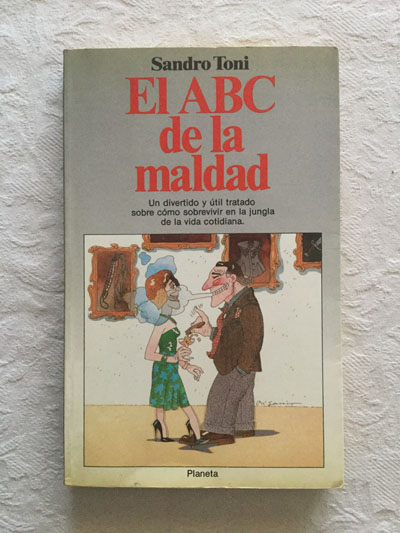 Sandro Toni
El ABC
de la
maldad
Un divertido y útil tratado
sobre cómo sobrevivir en la jungla
de la vida cotidiana.
Planeta